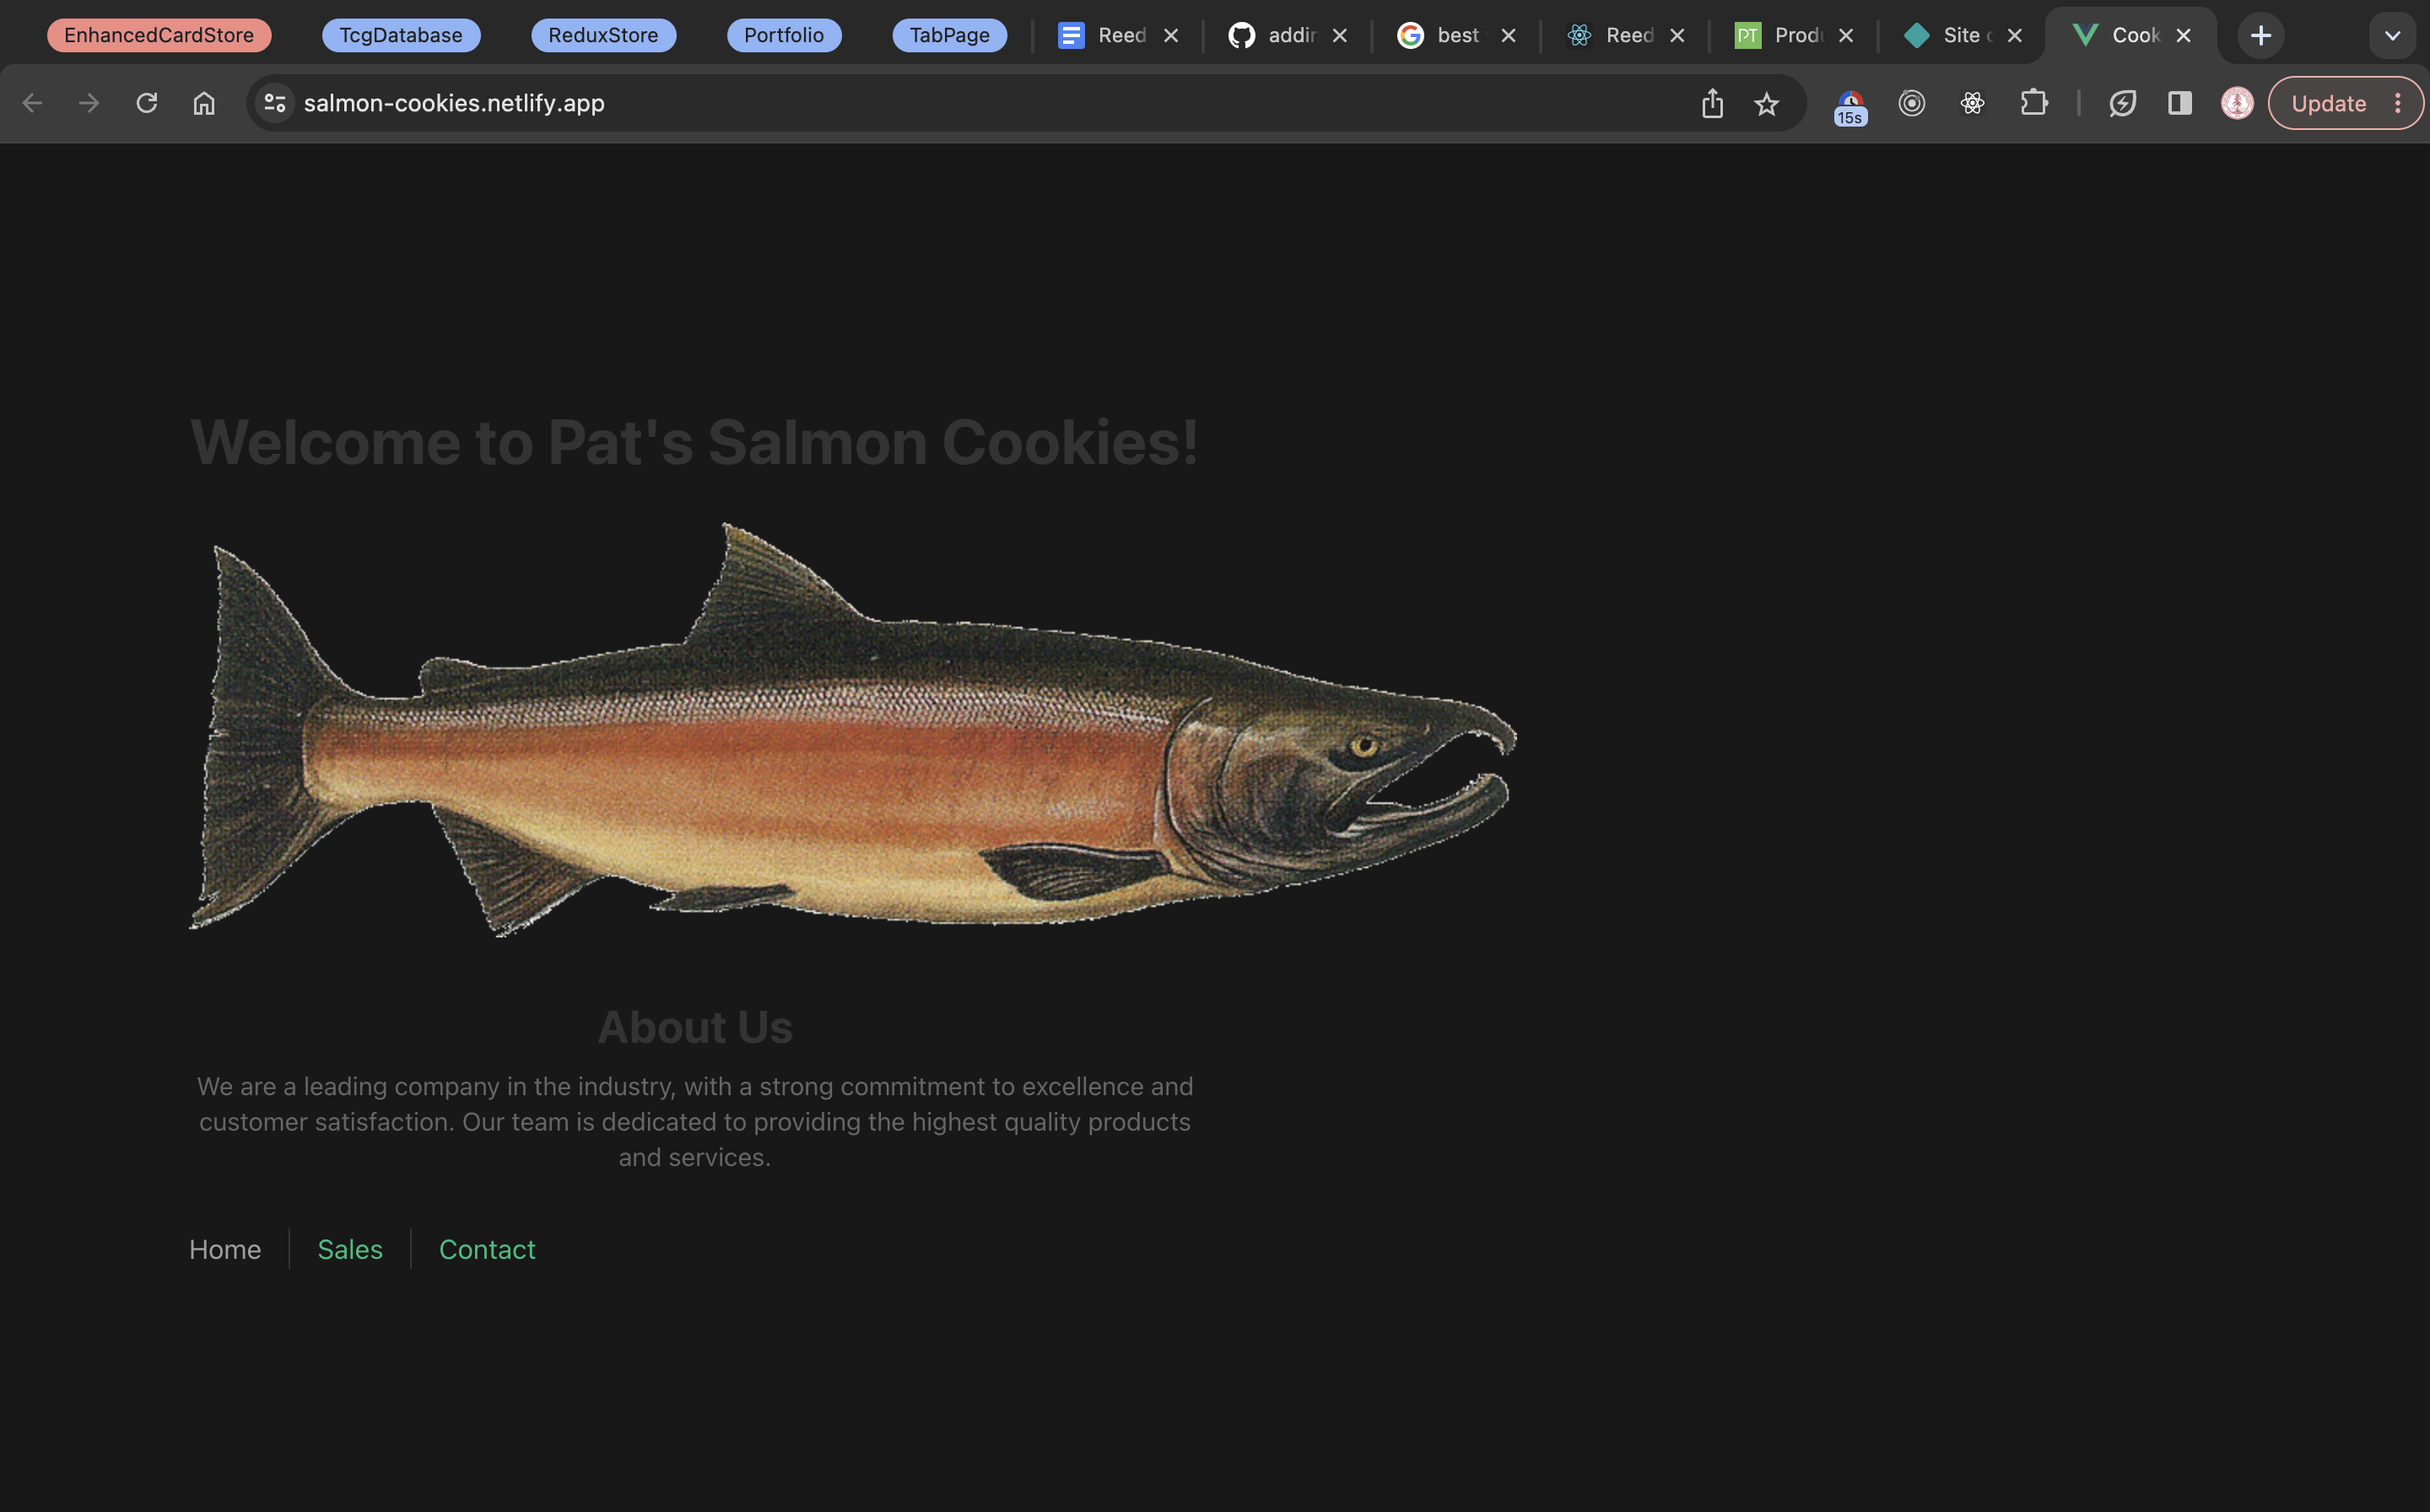 EnhancedCardStore TcgDatabase ReduxStore Portfolio TabPage Reed addin best Reed Produ Site Cook
salmon-cookies.netlify.app 15s Update
Welcome to Pat's Salmon Cookies!
About Us
We are a leading company in the industry, with a strong commitment to excellence and
customer satisfaction. Our team is dedicated to providing the highest quality products
and services.
Home Sales Contact